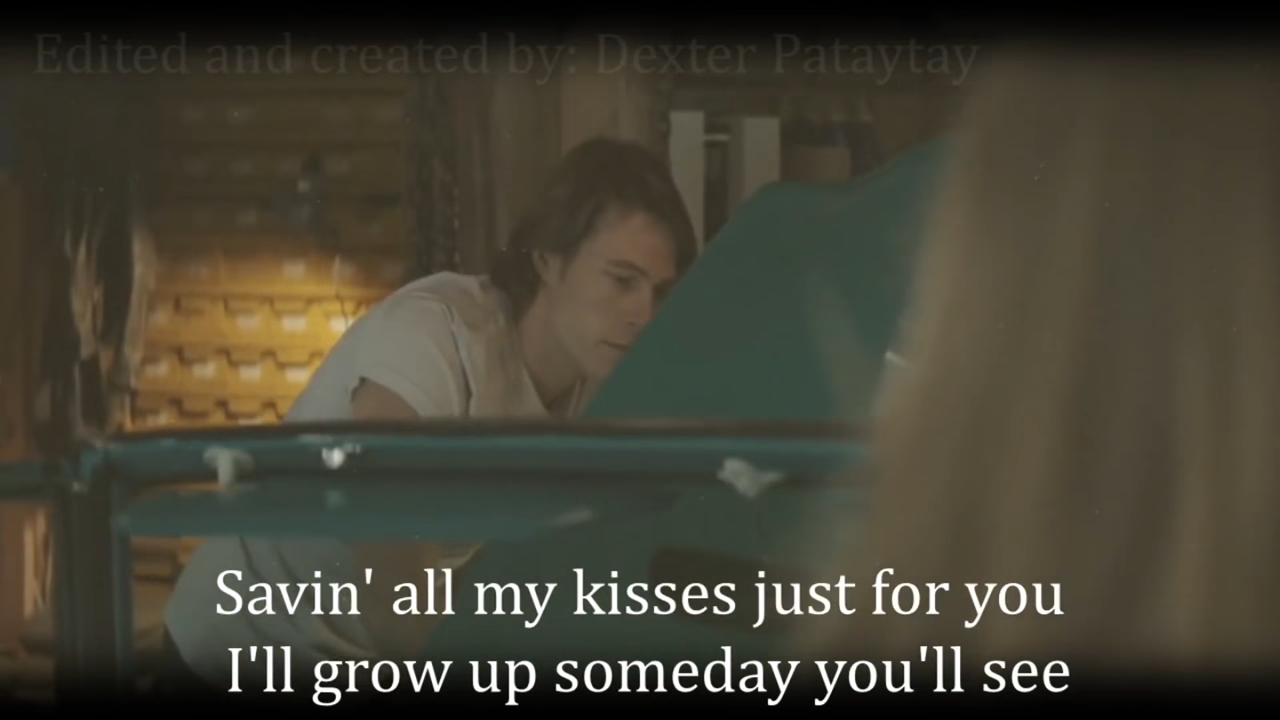 Edited and created by: Dexter Pataytay
Savin' all my kisses just for you
I'll grow up someday you'll see